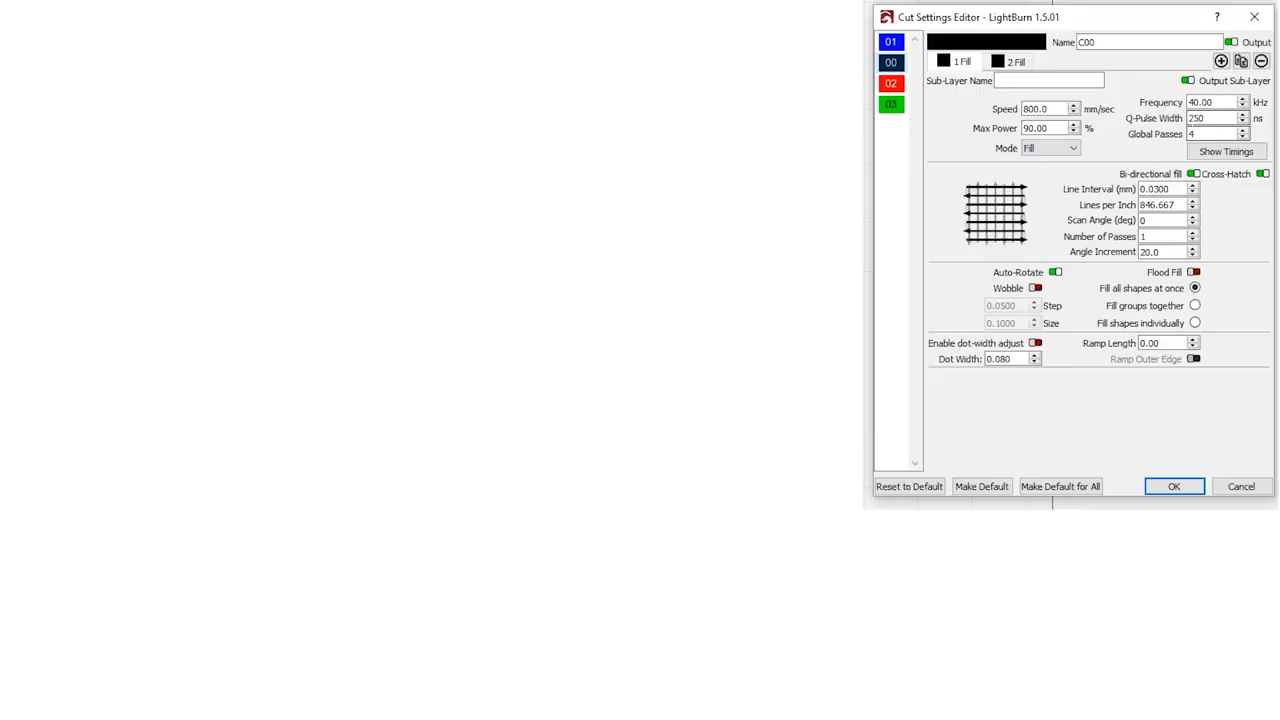 Cut Settings Editor - LightBurn 1.5.01 ?
01 Name C00 Output
00 1 Fill 2 Fill
02 Sub-Layer Name Output Sub-Layer
03
Speed 800.0 mm/sec Frequency 40.00 kHz
Max Power 90.00 % Q-Pulse Width 250 ns
Global Passes 4
Mode Fill Show Timings
Bi-directional fill Cross-Hatch
Line Interval (mm) 0.0300
Lines per Inch 846.667
Scan Angle (deg) 0
Number of Passes 1
Angle Increment 20.0
Auto-Rotate Flood Fill
Wobble Fill all shapes at once
0.0500 Step Fill groups together
0.1000 Size Fill shapes individually
Enable dot-width adjust Ramp Length 0.00
Dot Width: 0.080 Ramp Outer Edge
Reset to Default Make Default Make Default for All OK Cancel